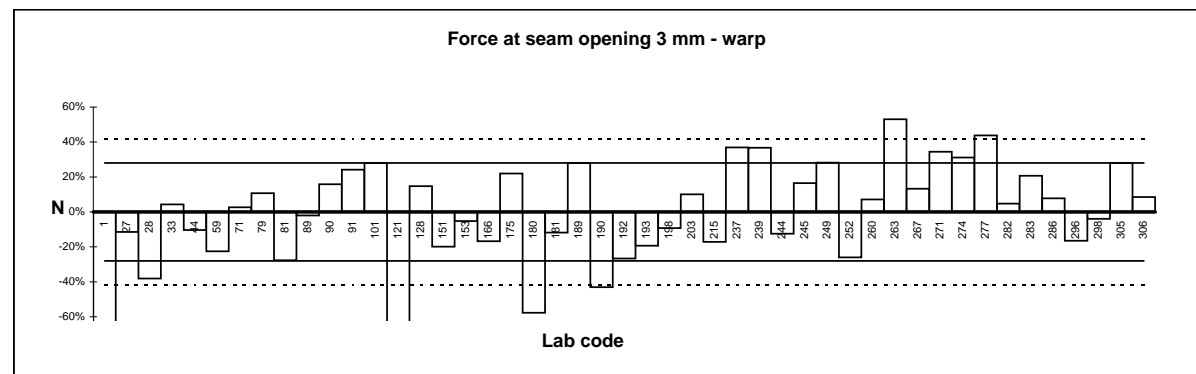 Force at seam opening 3 mm - warp
60%
40%
20%
0%
-20%
-40%
-60%
N
1 27 28 33 44 59 71 79 81 89 90 91 101 121 128 151 153 166 175 180 181 189 190 192 193 198 203 215 237 239 244 245 249 252 260 263 267 271 274 277 282 283 286 296 298 305 306
Lab code